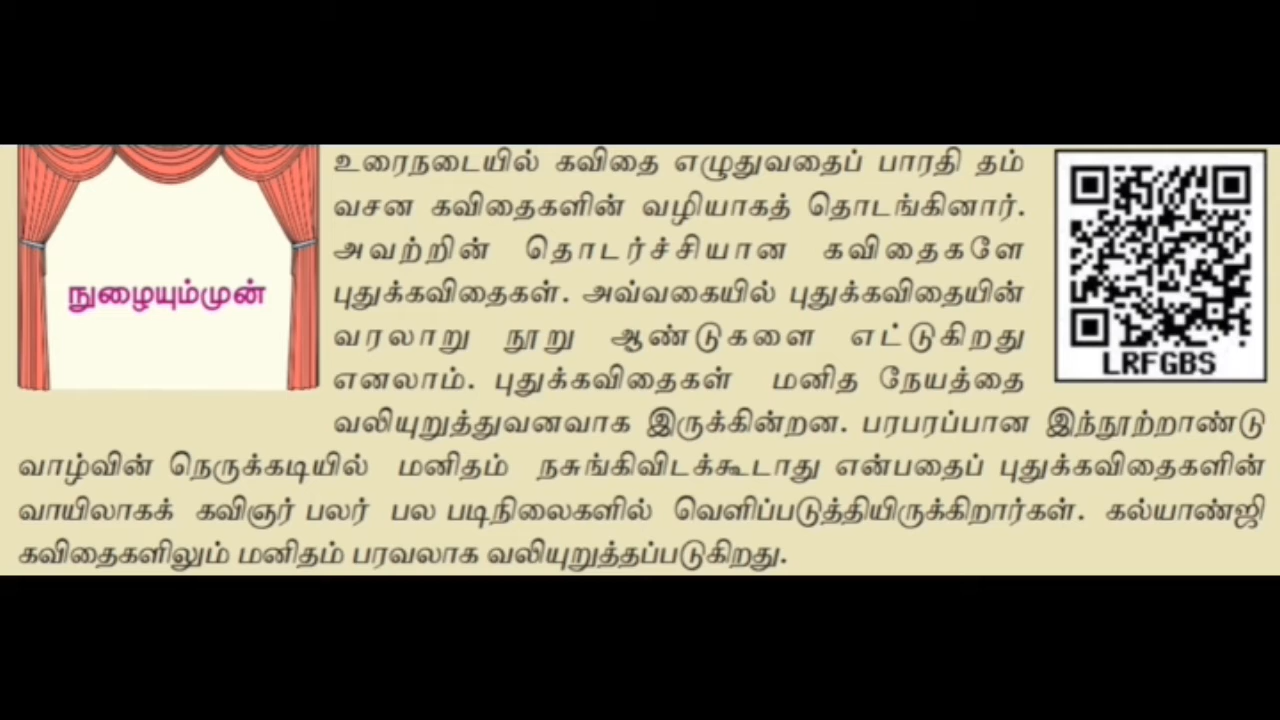 நுழையும்முன்
உரைநடையில் கவிதை எழுதுவதைப் பாரதி தம்
வசன கவிதைகளின் வழியாகத் தொடங்கினார்.
அவற்றின் தொடர்ச்சியான கவிதைகளே
புதுக்கவிதைகள். அவ்வகையில் புதுக்கவிதையின்
வரலாறு நூறு ஆண்டுகளை எட்டுகிறது
எனலாம். புதுக்கவிதைகள் மனித நேயத்தை
வலியுறுத்துவனவாக இருக்கின்றன. பரபரப்பான இந்நூற்றாண்டு
வாழ்வின் நெருக்கடியில் மனிதம் நசுங்கிவிடக்கூடாது என்பதைப் புதுக்கவிதைகளின்
வாயிலாகக் கவிஞர் பலர் பல படிநிலைகளில் வெளிப்படுத்தியிருக்கிறார்கள். கல்யாண்ஜி
கவிதைகளிலும் மனிதம் பரவலாக வலியுறுத்தப்படுகிறது.
LRFGBS